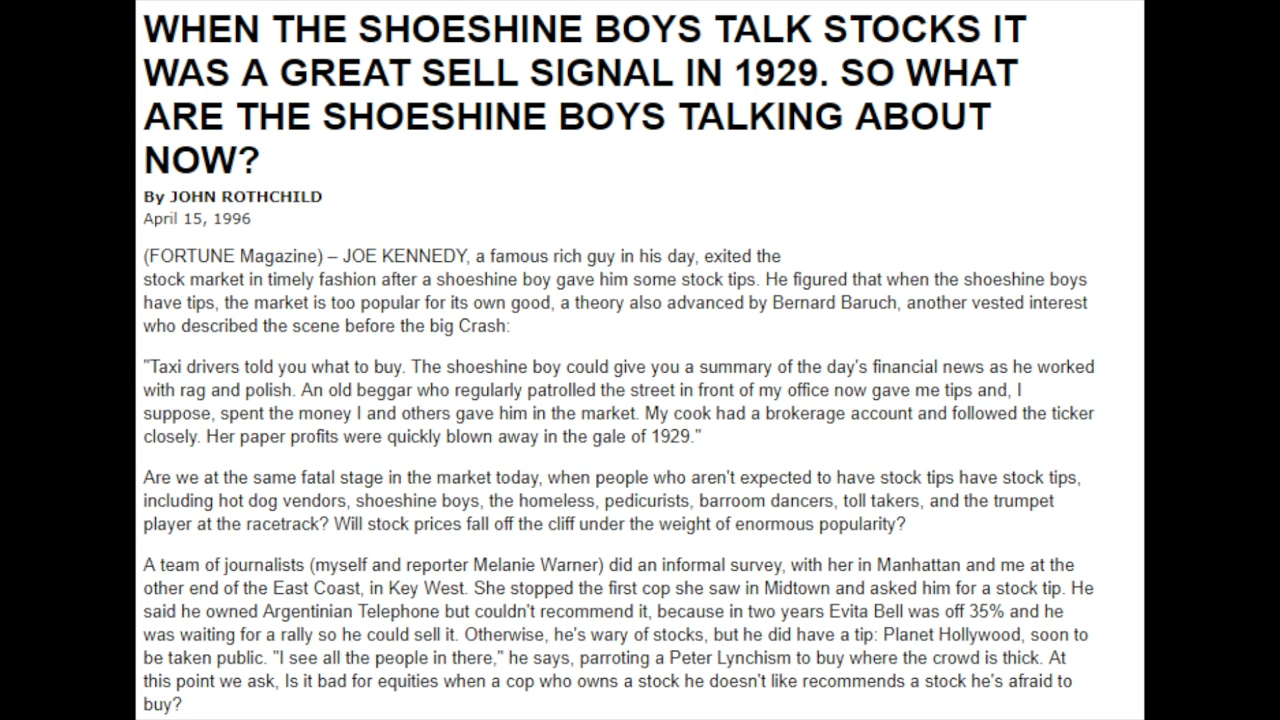 WHEN THE SHOESHINE BOYS TALK STOCKS IT
WAS A GREAT SELL SIGNAL IN 1929. SO WHAT
ARE THE SHOESHINE BOYS TALKING ABOUT
NOW?
By JOHN ROTHCHILD
April 15, 1996
(FORTUNE Magazine) – JOE KENNEDY, a famous rich guy in his day, exited the
stock market in timely fashion after a shoeshine boy gave him some stock tips. He figured that when the shoeshine boys
have tips, the market is too popular for its own good, a theory also advanced by Bernard Baruch, another vested interest
who described the scene before the big Crash:
"Taxi drivers told you what to buy. The shoeshine boy could give you a summary of the day's financial news as he worked
with rag and polish. An old beggar who regularly patrolled the street in front of my office now gave me tips and, I
suppose, spent the money I and others gave him in the market. My cook had a brokerage account and followed the ticker
closely. Her paper profits were quickly blown away in the gale of 1929."
Are we at the same fatal stage in the market today, when people who aren't expected to have stock tips have stock tips,
including hot dog vendors, shoeshine boys, the homeless, pedicurists, barroom dancers, toll takers, and the trumpet
player at the racetrack? Will stock prices fall off the cliff under the weight of enormous popularity?
A team of journalists (myself and reporter Melanie Warner) did an informal survey, with her in Manhattan and me at the
other end of the East Coast, in Key West. She stopped the first cop she saw in Midtown and asked him for a stock tip. He
said he owned Argentinian Telephone but couldn't recommend it, because in two years Evita Bell was off 35% and he
was waiting for a rally so he could sell it. Otherwise, he's wary of stocks, but he did have a tip: Planet Hollywood, soon to
be taken public. "I see all the people in there," he says, parroting a Peter Lynchism to buy where the crowd is thick. At
this point we ask, Is it bad for equities when a cop who owns a stock he doesn't like recommends a stock he's afraid to
buy?